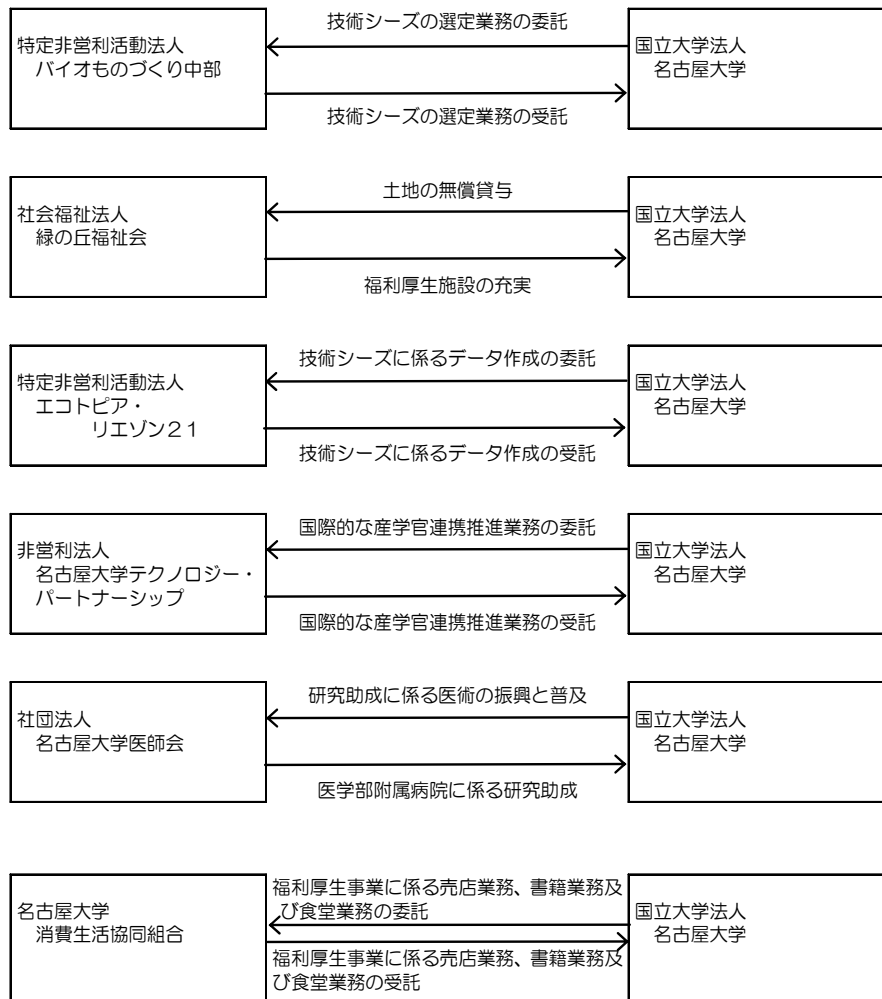 技術シーズの選定業務の委託
特定非営利活動法人
バイオものづくり中部
国立大学法人
名古屋大学
技術シーズの選定業務の受託
土地の無償貸与
社会福祉法人
緑の丘福祉会
国立大学法人
名古屋大学
福利厚生施設の充実
技術シーズに係るデータ作成の委託
特定非営利活動法人
エコトピア・
リエゾン21
国立大学法人
名古屋大学
技術シーズに係るデータ作成の受託
国際的な産学官連携推進業務の委託
非営利法人
名古屋大学テクノロジー・
パートナーシップ
国立大学法人
名古屋大学
国際的な産学官連携推進業務の受託
研究助成に係る医術の振興と普及
社団法人
名古屋大学医師会
国立大学法人
名古屋大学
医学部附属病院に係る研究助成
福利厚生事業に係る売店業務、書籍業務及
び食堂業務の委託
名古屋大学
消費生活協同組合
国立大学法人
名古屋大学
福利厚生事業に係る売店業務、書籍業務及
び食堂業務の受託